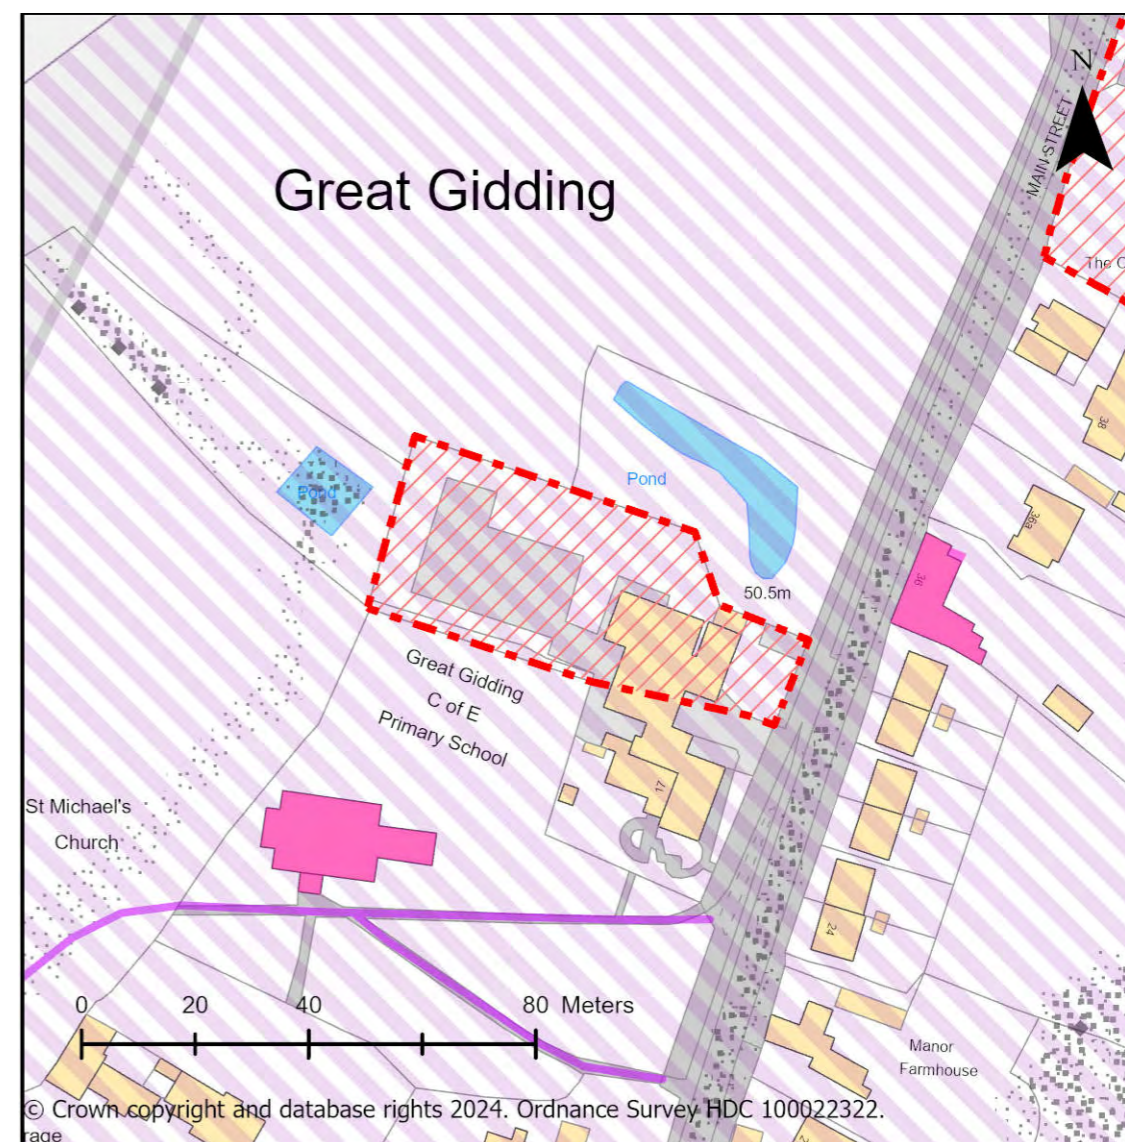 N
MAIN STREET
Great Gidding
The C
38
Pond
Pond
36a
50.5m
36
Great Gidding
C of E
Primary School
17
St Michael's
Church
24
0 20 40 80 Meters
Manor
Farmhouse
© Crown copyright and database rights 2024. Ordnance Survey HDC 100022322.
rage